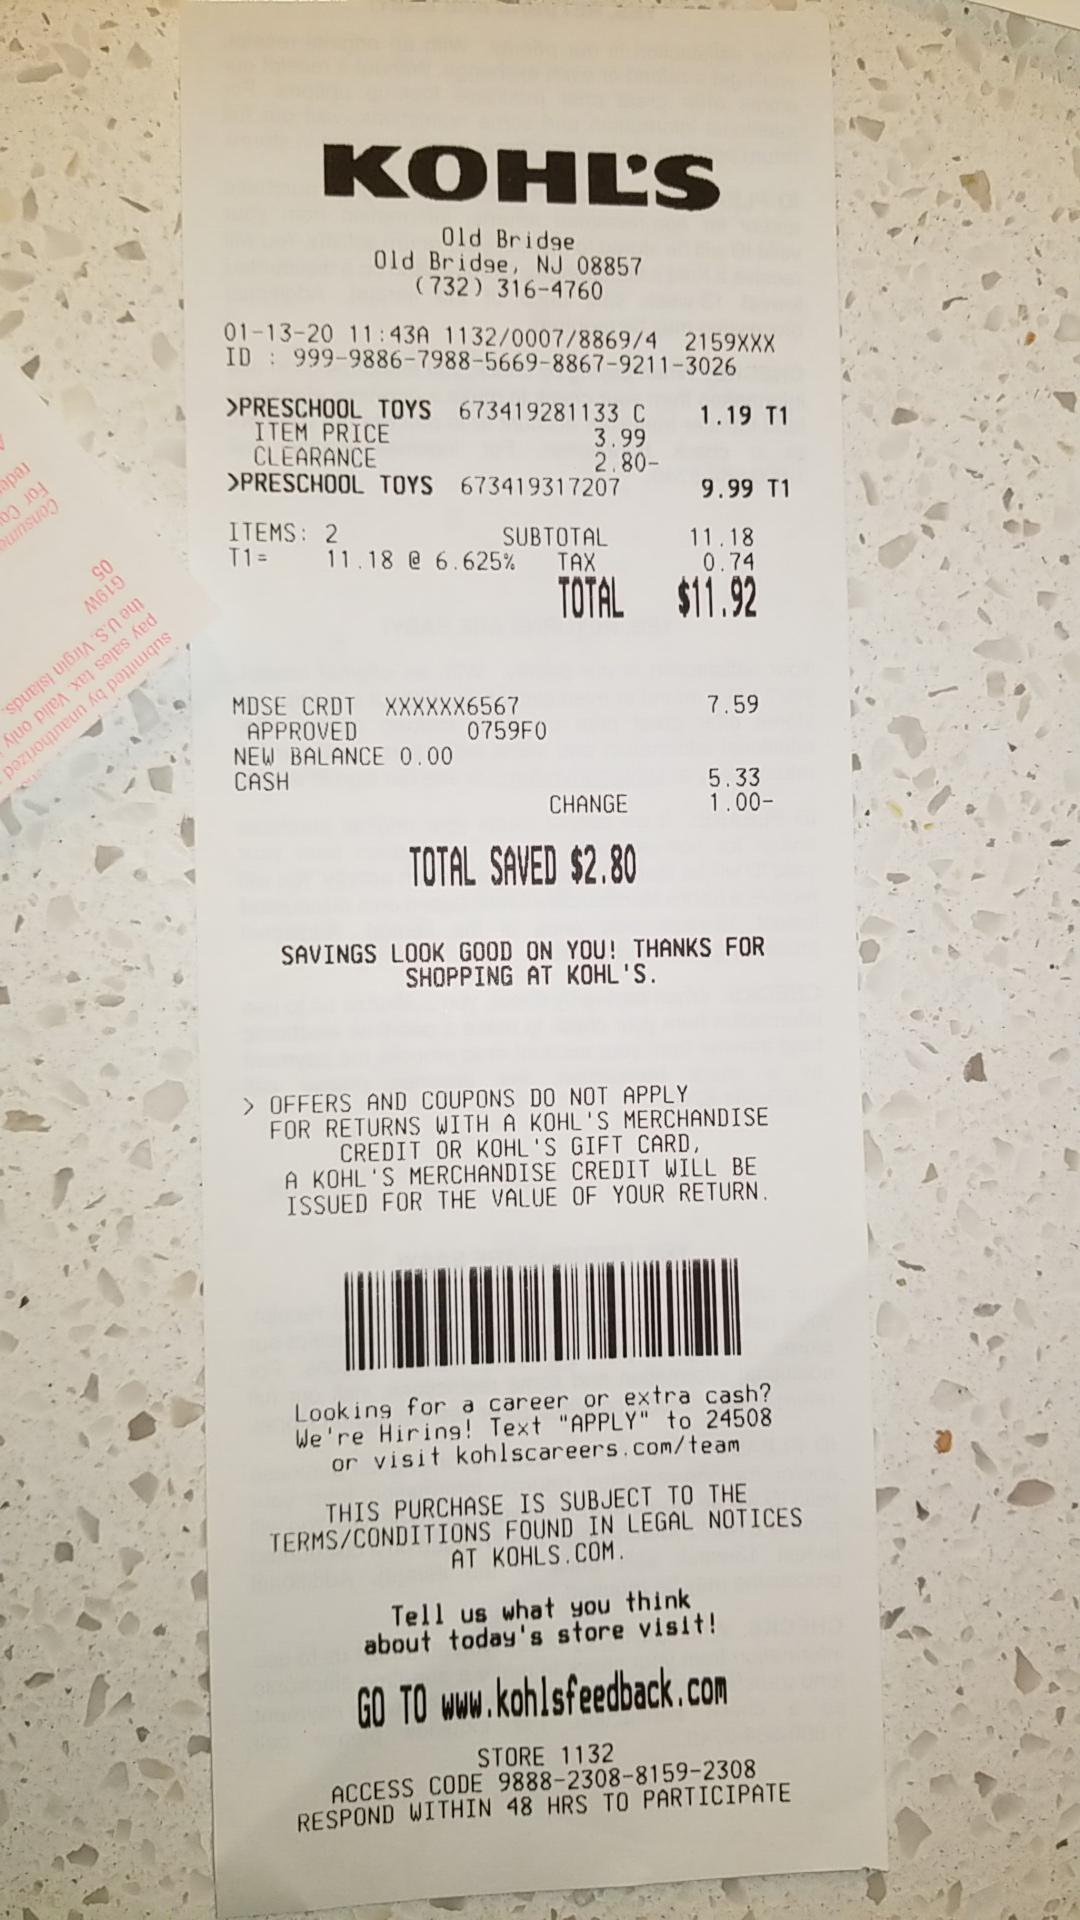 KOHL'S
Old Bridge
Old Bridge, NJ 08857
(732) 316-4760
01-13-20 11:43A 1132/0007/8869/4 2159XXX
ID : 999-9886-7988-5669-8867-9211-3026
>PRESCHOOL TOYS 673419281133 C 1.19 T1
ITEM PRICE 3.99
CLEARANCE 2.80-
>PRESCHOOL TOYS 673419317207 9.99 T1
ITEMS: 2 SUBTOTAL 11.18
T1= 11.18 @ 6.625% TAX 0.74
TOTAL $11.92
MDSE CRDT XXXXXX6567 7.59
APPROVED 0759F0
NEW BALANCE 0.00
CASH 5.33
CHANGE 1.00-
TOTAL SAVED $2.80
SAVINGS LOOK GOOD ON YOU! THANKS FOR
SHOPPING AT KOHL'S.
> OFFERS AND COUPONS DO NOT APPLY
FOR RETURNS WITH A KOHL'S MERCHANDISE
CREDIT OR KOHL'S GIFT CARD,
A KOHL'S MERCHANDISE CREDIT WILL BE
ISSUED FOR THE VALUE OF YOUR RETURN.
Looking for a career or extra cash?
We're Hiring! Text "APPLY" to 24508
or visit kohlscareers.com/team
THIS PURCHASE IS SUBJECT TO THE
TERMS/CONDITIONS FOUND IN LEGAL NOTICES
AT KOHLS.COM.
Tell us what you think
about today's store visit!
GO TO www.kohlsfeedback.com
STORE 1132
ACCESS CODE 9888-2308-8159-2308
RESPOND WITHIN 48 HRS TO PARTICIPATE
submitted by unauthorized
pay sales tax. Valid only
the U.S. Virgin Islands.
G19W
05
Consume
For Co
rede